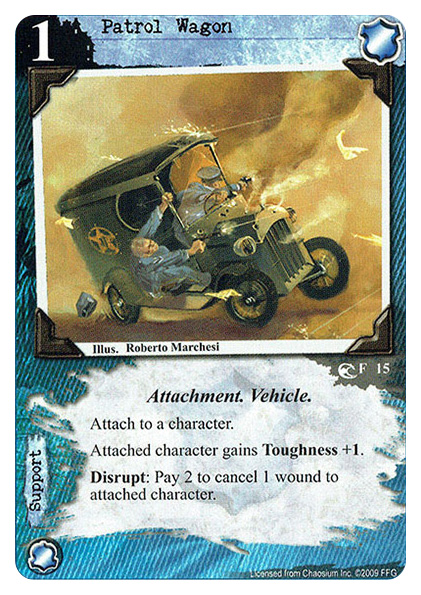 1
Patrol Wagon
Illus. Roberto Marchesi
F 15
Attachment. Vehicle.
Attach to a character.
Attached character gains Toughness +1.
Disrupt: Pay 2 to cancel 1 wound to
attached character.
Support
Licensed from Chaosium Inc. ©2009 FFG